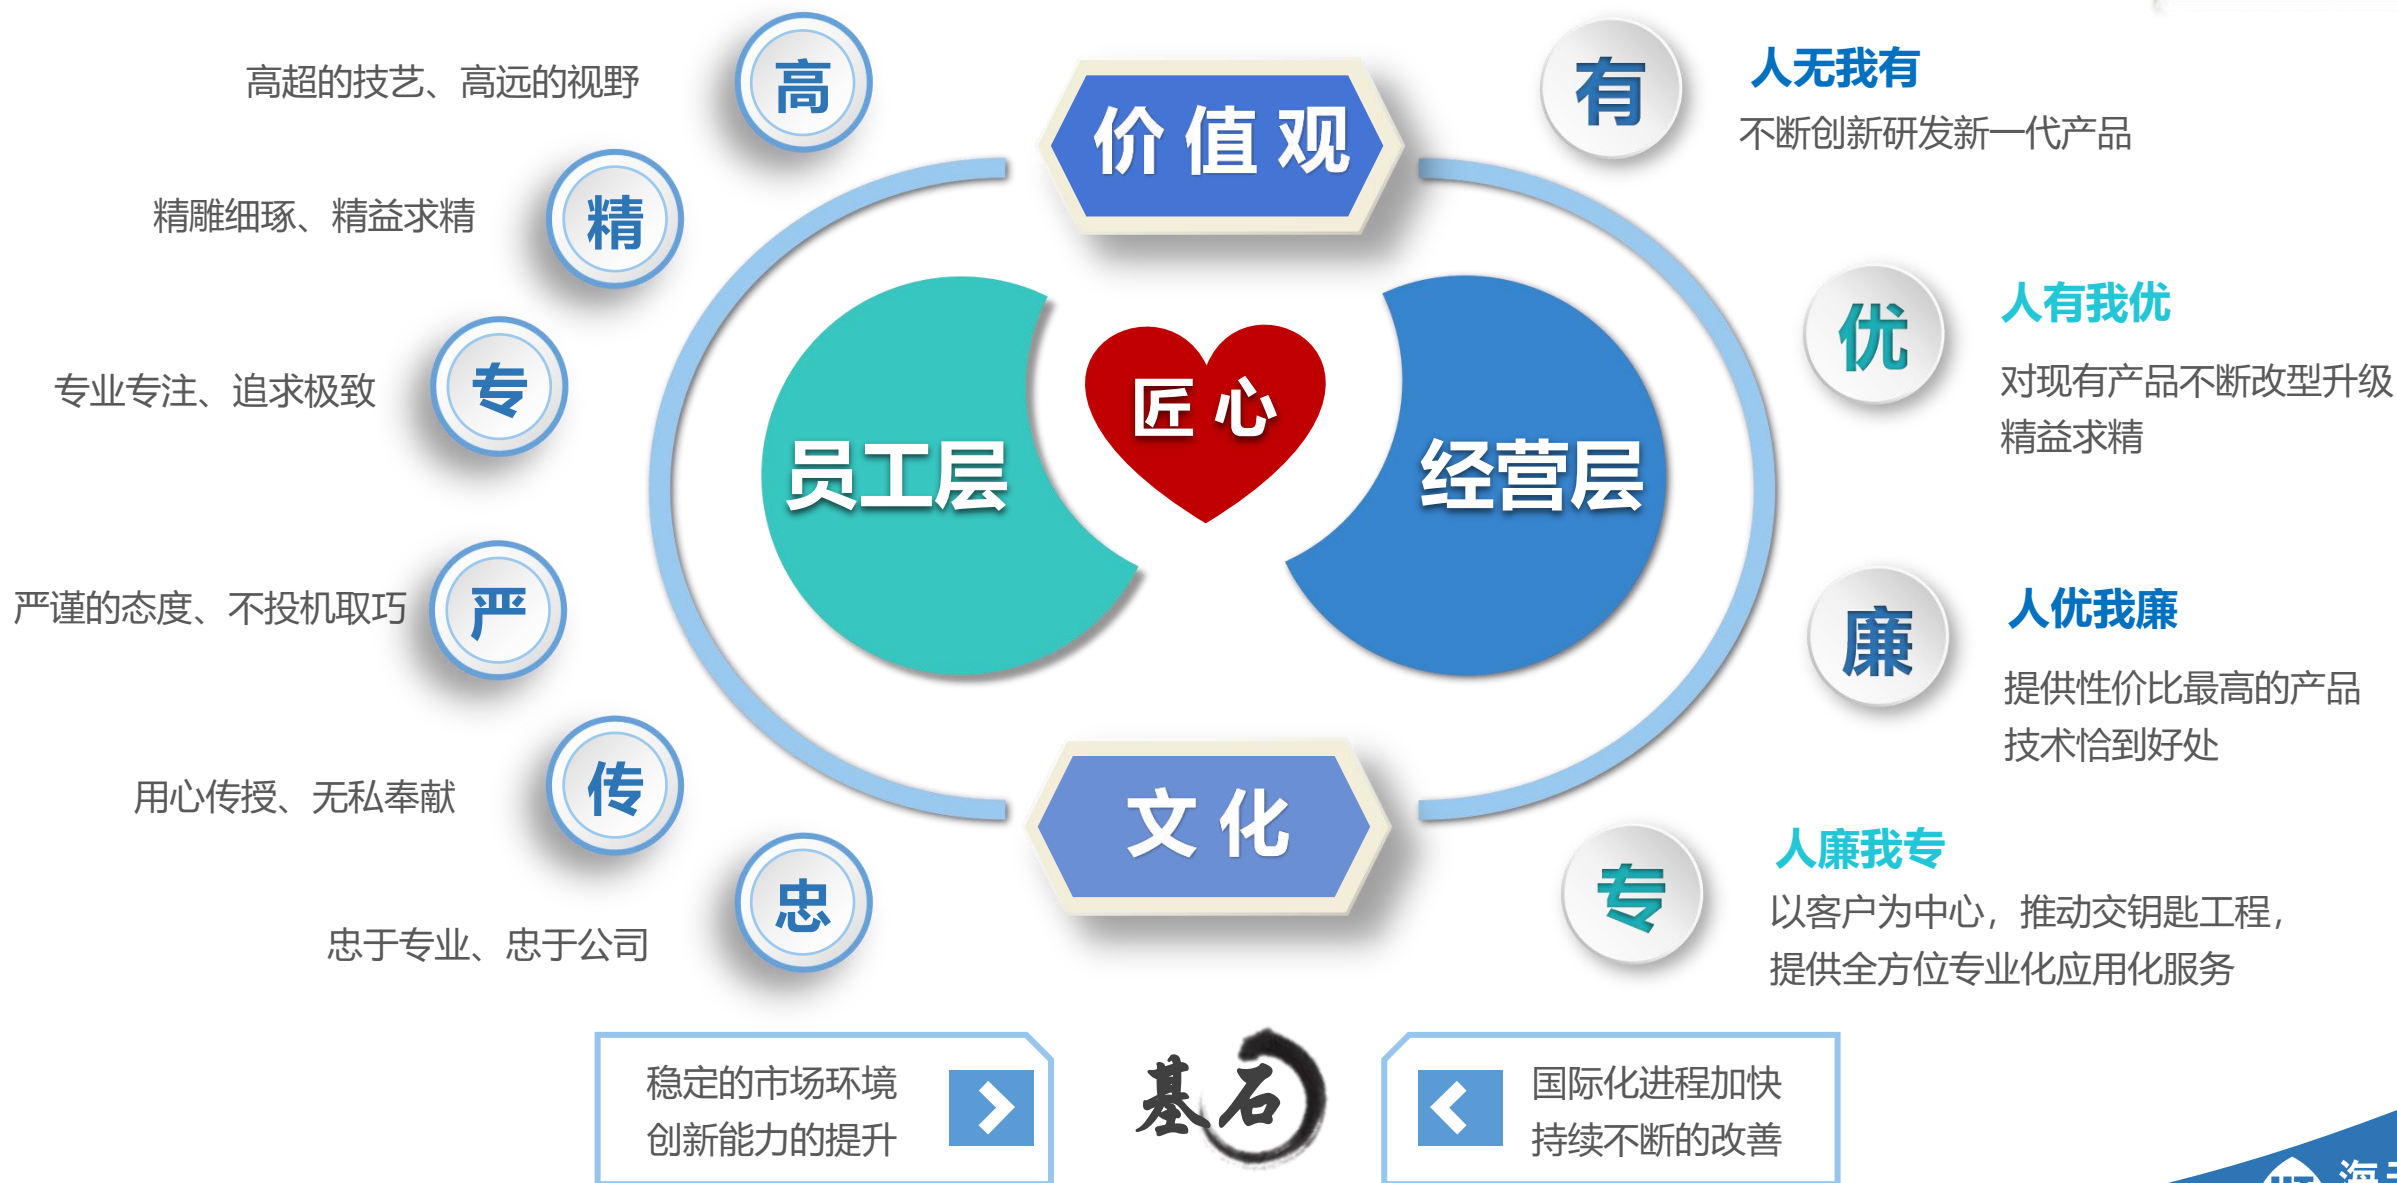 价值观
高
高超的技艺、高远的视野
精
精雕细琢、精益求精
专
专业专注、追求极致
严
严谨的态度、不投机取巧
传
用心传授、无私奉献
忠
忠于专业、忠于公司
员工层
匠心
经营层
文化
有
人无我有
不断创新研发新一代产品
优
人有我优
对现有产品不断改型升级
精益求精
廉
人优我廉
提供性价比最高的产品
技术恰到好处
专
人廉我专
以客户为中心，推动交钥匙工程，
提供全方位专业化应用化服务
稳定的市场环境
创新能力的提升
基石
国际化进程加快
持续不断的改善
海